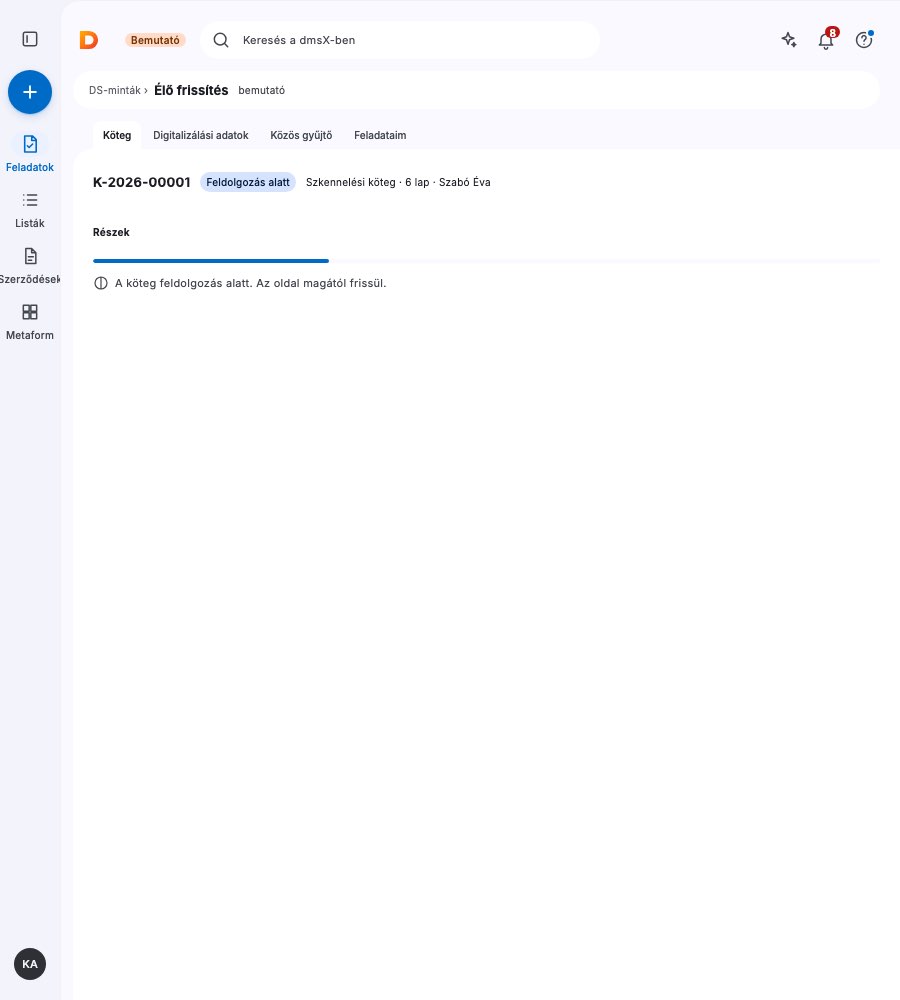 Bemutató
Keresés a dmsX-ben
8
DS-minták › Élő frissítés bemutató
Köteg Digitalizálási adatok Közös gyűjtő Feladataim
K-2026-00001 Feldolgozás alatt Szkennelési köteg · 6 lap · Szabó Éva
Részek
A köteg feldolgozás alatt. Az oldal magától frissül.
Feladatok
Listák
Szerződések
Metaform
KA